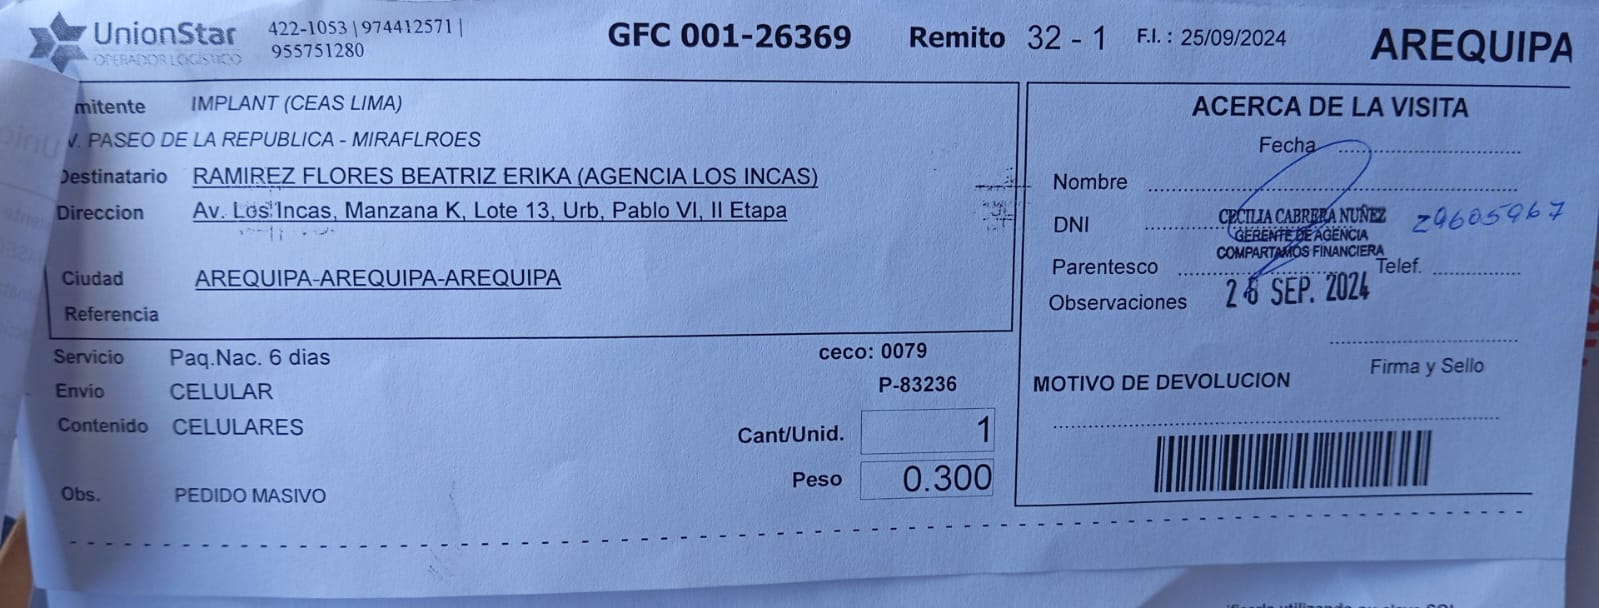 UnionStar
OPERADOR LOGISTICO
422-1053 | 974412571 |
955751280
GFC 001-26369
Remito 32 - 1
F.I. : 25/09/2024
AREQUIPA
mitente IMPLANT (CEAS LIMA)
. PASEO DE LA REPUBLICA - MIRAFLROES
Destinatario RAMIREZ FLORES BEATRIZ ERIKA (AGENCIA LOS INCAS)
Direccion Av. Los Incas, Manzana K, Lote 13, Urb, Pablo VI, II Etapa
Ciudad AREQUIPA-AREQUIPA-AREQUIPA
Referencia
Servicio Paq.Nac. 6 dias
ceco: 0079
Envio CELULAR
P-83236
Contenido CELULARES
Cant/Unid. 1
Peso 0.300
Obs. PEDIDO MASIVO
ACERCA DE LA VISITA
Fecha
Nombre
DNI
CECILIA CABRERA NUÑEZ
GERENTE DE AGENCIA
COMPARTAMOS FINANCIERA
29605967
Parentesco
Telef.
Observaciones
26 SEP. 2024
Firma y Sello
MOTIVO DE DEVOLUCION